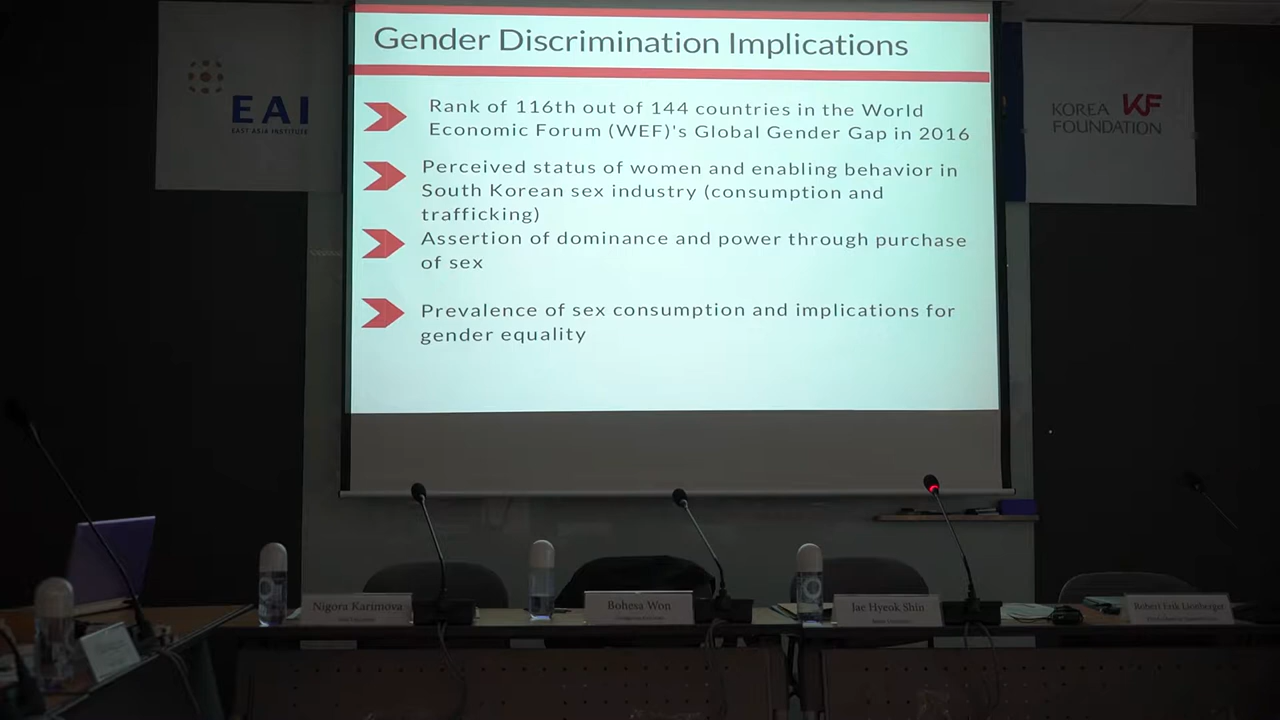 Gender Discrimination Implications
EAI
EAST ASIA INSTITUTE
KOREA KF
FOUNDATION
Rank of 116th out of 144 countries in the World
Economic Forum (WEF)'s Global Gender Gap in 2016
Perceived status of women and enabling behavior in
South Korean sex industry (consumption and
trafficking)
Assertion of dominance and power through purchase
of sex
Prevalence of sex consumption and implications for
gender equality
Nigora Karimova
Bohesa Won
Jae Hyeok Shin
Robert Erik